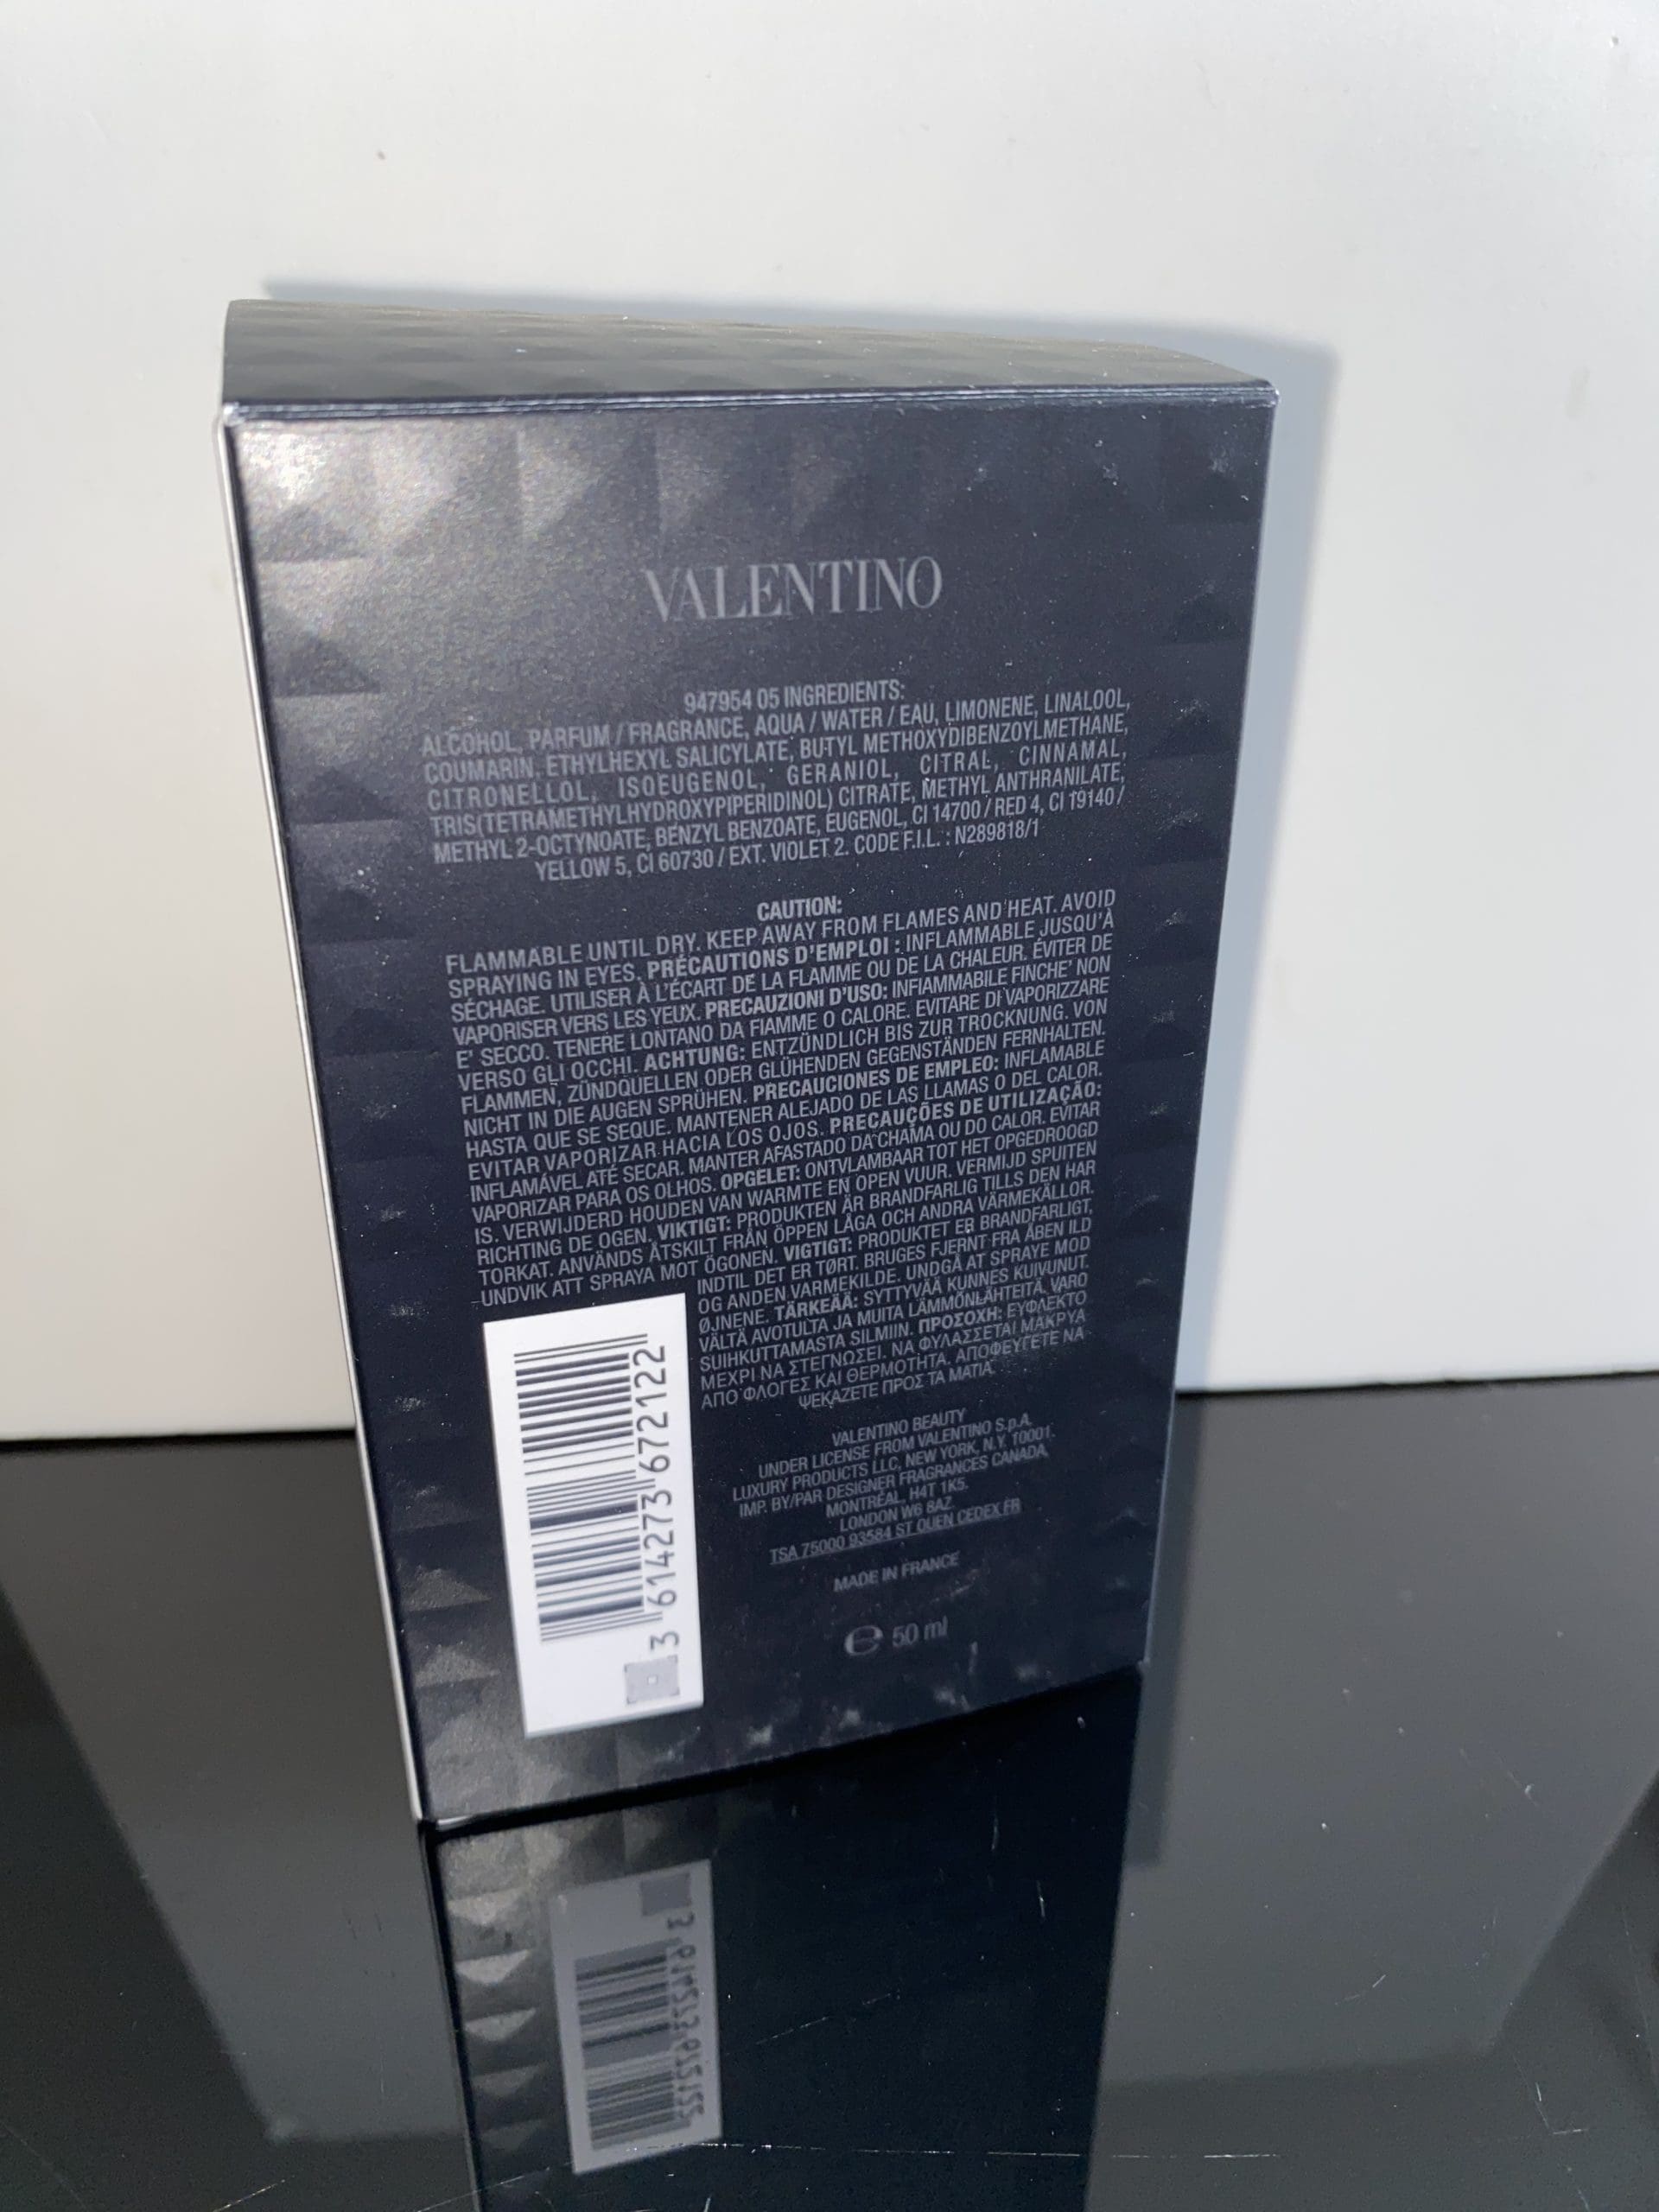 VALENTINO
947954 05 INGREDIENTS:
ALCOHOL, PARFUM / FRAGRANCE, AQUA / WATER / EAU, LIMONENE, LINALOOL,
COUMARIN, ETHYLHEXYL SALICYLATE, BUTYL METHOXYDIBENZOYLMETHANE,
CITRONELLOL, ISOEUGENOL, GERANIOL, CITRAL, CINNAMAL,
TRIS(TETRAMETHYLHYDROXYPIPERIDINOL) CITRATE, METHYL ANTHRANILATE,
METHYL 2-OCTYNOATE, BENZYL BENZOATE, EUGENOL, CI 14700 / RED 4, CI 19140 /
YELLOW 5, CI 60730 / EXT. VIOLET 2. CODE F.I.L. : N289818/1
CAUTION:
FLAMMABLE UNTIL DRY. KEEP AWAY FROM FLAMES AND HEAT. AVOID
SPRAYING IN EYES. PRÉCAUTIONS D'EMPLOI : INFLAMMABLE JUSQU'À
SÉCHAGE. UTILISER À L'ÉCART DE LA FLAMME OU DE LA CHALEUR. ÉVITER DE
VAPORISER VERS LES YEUX. PRECAUZIONI D'USO: INFIAMMABILE FINCHE' NON
E' SECCO. TENERE LONTANO DA FIAMME O CALORE. EVITARE DI VAPORIZZARE
VERSO GLI OCCHI. ACHTUNG: ENTZÜNDLICH BIS ZUR TROCKNUNG. VON
FLAMMEN, ZÜNDQUELLEN ODER GLÜHENDEN GEGENSTÄNDEN FERNHALTEN.
NICHT IN DIE AUGEN SPRÜHEN. PRECAUCIONES DE EMPLEO: INFLAMABLE
HASTA QUE SE SEQUE. MANTENER ALEJADO DE LAS LLAMAS O DEL CALOR.
EVITAR VAPORIZAR HACIA LOS OJOS. PRECAUÇÕES DE UTILIZAÇÃO:
INFLAMÁVEL ATÉ SECAR. MANTER AFASTADO DA CHAMA OU DO CALOR. EVITAR
VAPORIZAR PARA OS OLHOS. OPGELET: ONTVLAMBAAR TOT HET OPGEDROOGD
IS. VERWIJDERD HOUDEN VAN WARMTE EN OPEN VUUR. VERMIJD SPUITEN
RICHTING DE OGEN. VIKTIGT: PRODUKTEN ÄR BRANDFARLIG TILLS DEN HAR
TORKAT. ANVÄNDS ÅTSKILT FRÅN ÖPPEN LÅGA OCH ANDRA VÄRMEKÄLLOR.
UNDVIK ATT SPRAYA MOT ÖGONEN. VIGTIGT: PRODUKTET ER BRANDFARLIGT,
INDTIL DET ER TØRT. BRUGES FJERNT FRA ÅBEN ILD
OG ANDEN VARMEKILDE. UNDGÅ AT SPRAYE MOD
ØJNENE. TÄRKEÄÄ: SYTTYVÄÄ KUNNES KUIVUNUT.
VÄLTÄ AVOTULTA JA MUITA LÄMMÖNLÄHTEITÄ. VARO
SUIHKUTTAMASTA SILMIIN. ΠΡΟΣΟΧΗ: ΕΥΦΛΕΚΤΟ
ΜΕΧΡΙ ΝΑ ΣΤΕΓΝΩΣΕΙ. ΝΑ ΦΥΛΑΣΣΕΤΑΙ ΜΑΚΡΥΑ
ΑΠΟ ΦΛΟΓΕΣ ΚΑΙ ΘΕΡΜΟΤΗΤΑ. ΑΠΟΦΕΥΓΕΤΕ ΝΑ
ΨΕΚΑΖΕΤΕ ΠΡΟΣ ΤΑ ΜΑΤΙΑ.
VALENTINO BEAUTY
UNDER LICENSE FROM VALENTINO S.p.A.
LUXURY PRODUCTS LLC, NEW YORK, N.Y. 10001.
IMP. BY/PAR DESIGNER FRAGRANCES CANADA,
MONTRÉAL, H4T 1K5.
LONDON W6 8AZ
TSA 75000 93584 ST OUEN CEDEX FR
MADE IN FRANCE
℮ 50 ml
3 614273 672122